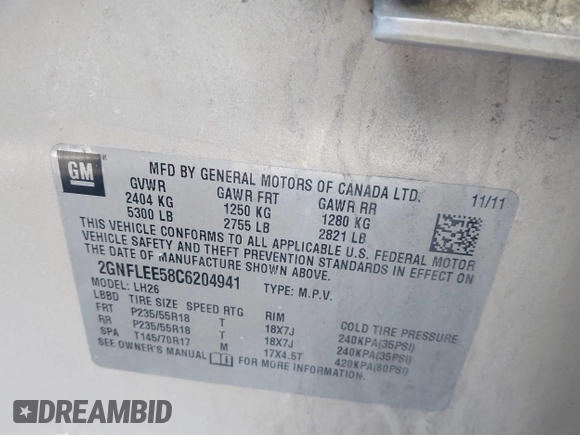 GM
MFD BY GENERAL MOTORS OF CANADA LTD.
11/11
GVWR GAWR FRT GAWR RR
2404 KG 1250 KG 1280 KG
5300 LB 2755 LB 2821 LB
THIS VEHICLE CONFORMS TO ALL APPLICABLE U.S. FEDERAL MOTOR
VEHICLE SAFETY AND THEFT PREVENTION STANDARDS IN EFFECT ON
THE DATE OF MANUFACTURE SHOWN ABOVE.
2GNFLEE58C6204941 TYPE: M.P.V.
MODEL: LH26
LBBD TIRE SIZE SPEED RTG RIM COLD TIRE PRESSURE
FRT P235/55R18 T 18X7J 240KPA(35PSI)
RR P235/55R18 T 18X7J 240KPA(35PSI)
SPA T145/70R17 M 17X4.5T 420KPA(60PSI)
SEE OWNER'S MANUAL FOR MORE INFORMATION.
DREAMBID